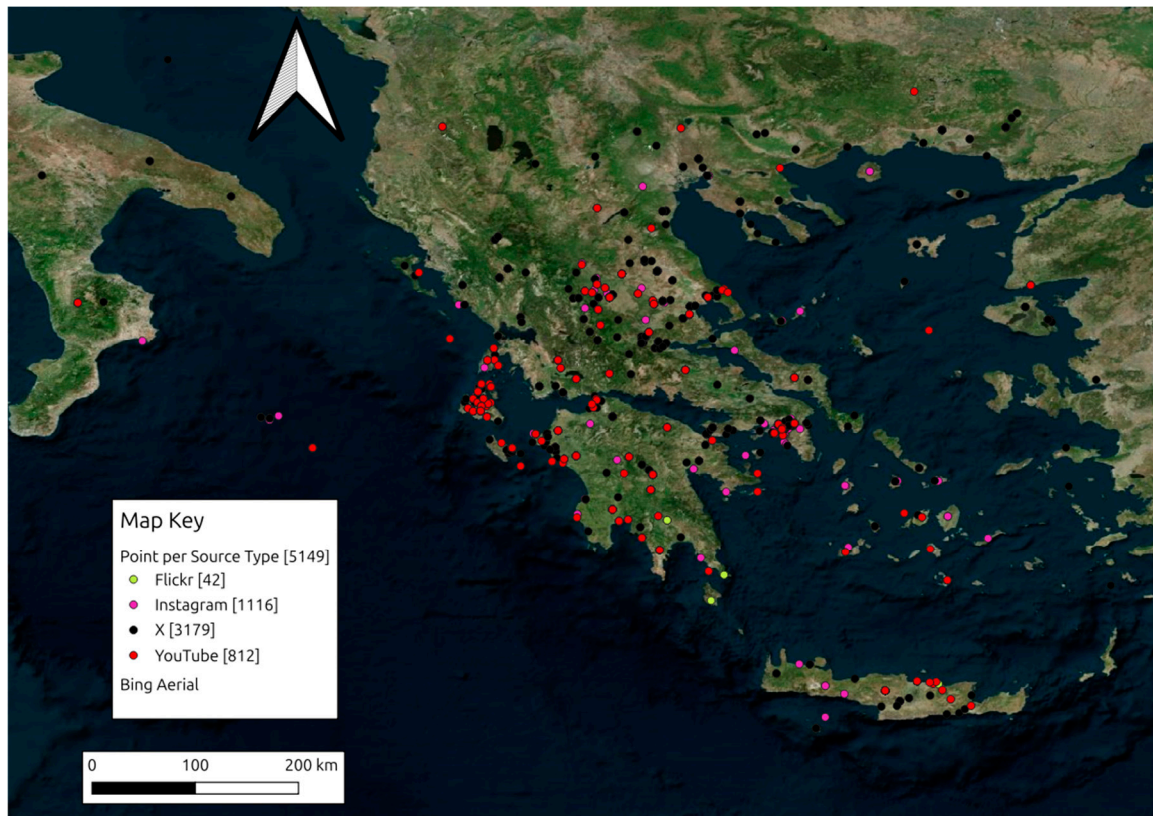 Map Key
Point per Source Type [5149]
Flickr [42]
Instagram [1116]
X [3179]
YouTube [812]
Bing Aerial
0 100 200 km